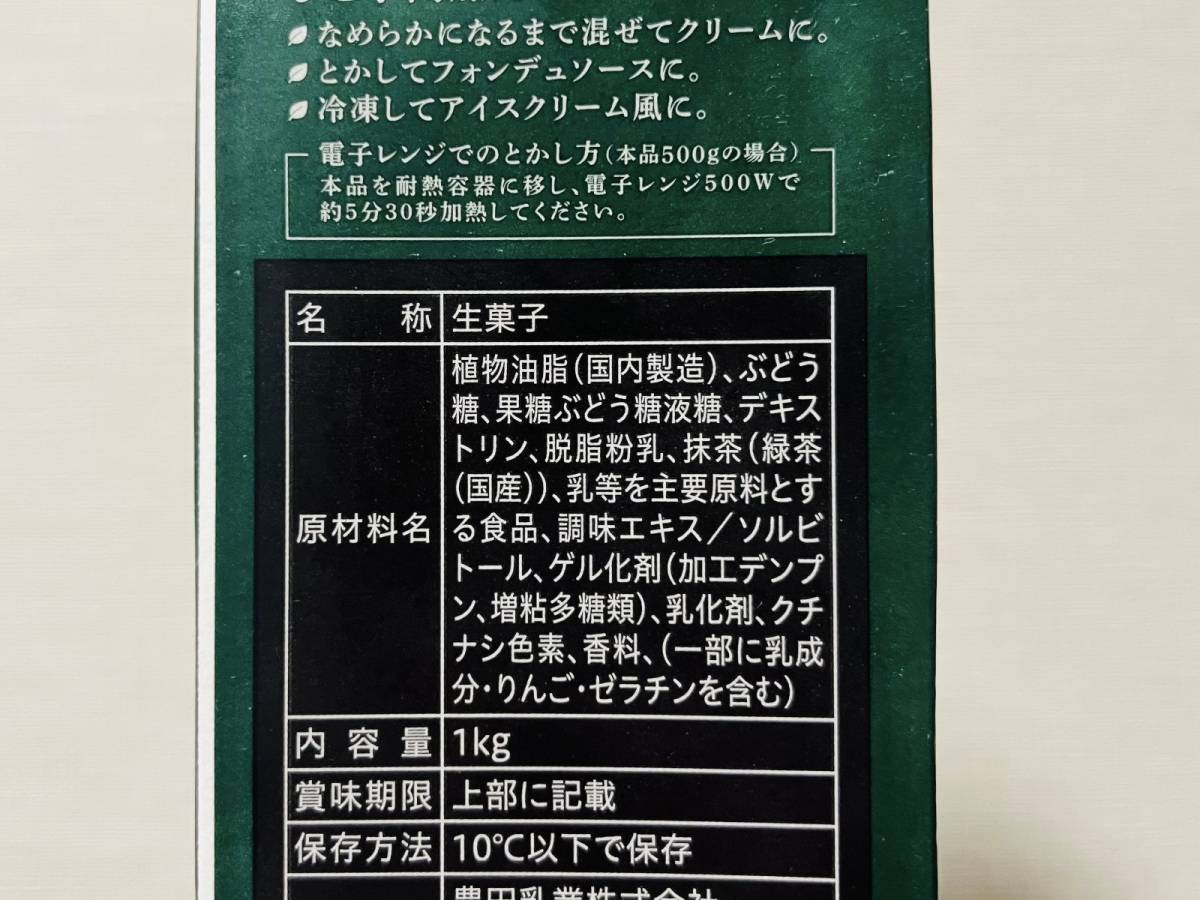 なめらかになるまで混ぜてクリームに。
とかしてフォンデュソースに。
冷凍してアイスクリーム風に。
電子レンジでのとかし方(本品500gの場合)
本品を耐熱容器に移し、電子レンジ500Wで
約5分30秒加熱してください。
名称 生菓子
原材料名
植物油脂(国内製造)、ぶどう
糖、果糖ぶどう糖液糖、デキス
トリン、脱脂粉乳、抹茶(緑茶
(国産))、乳等を主要原料とす
る食品、調味エキス/ソルビ
トール、ゲル化剤(加工デンプ
ン、増粘多糖類)、乳化剤、クチ
ナシ色素、香料、(一部に乳成
分・りんご・ゼラチンを含む)
内容量 1kg
賞味期限 上部に記載
保存方法 10℃以下で保存
豊田乳業株式会社